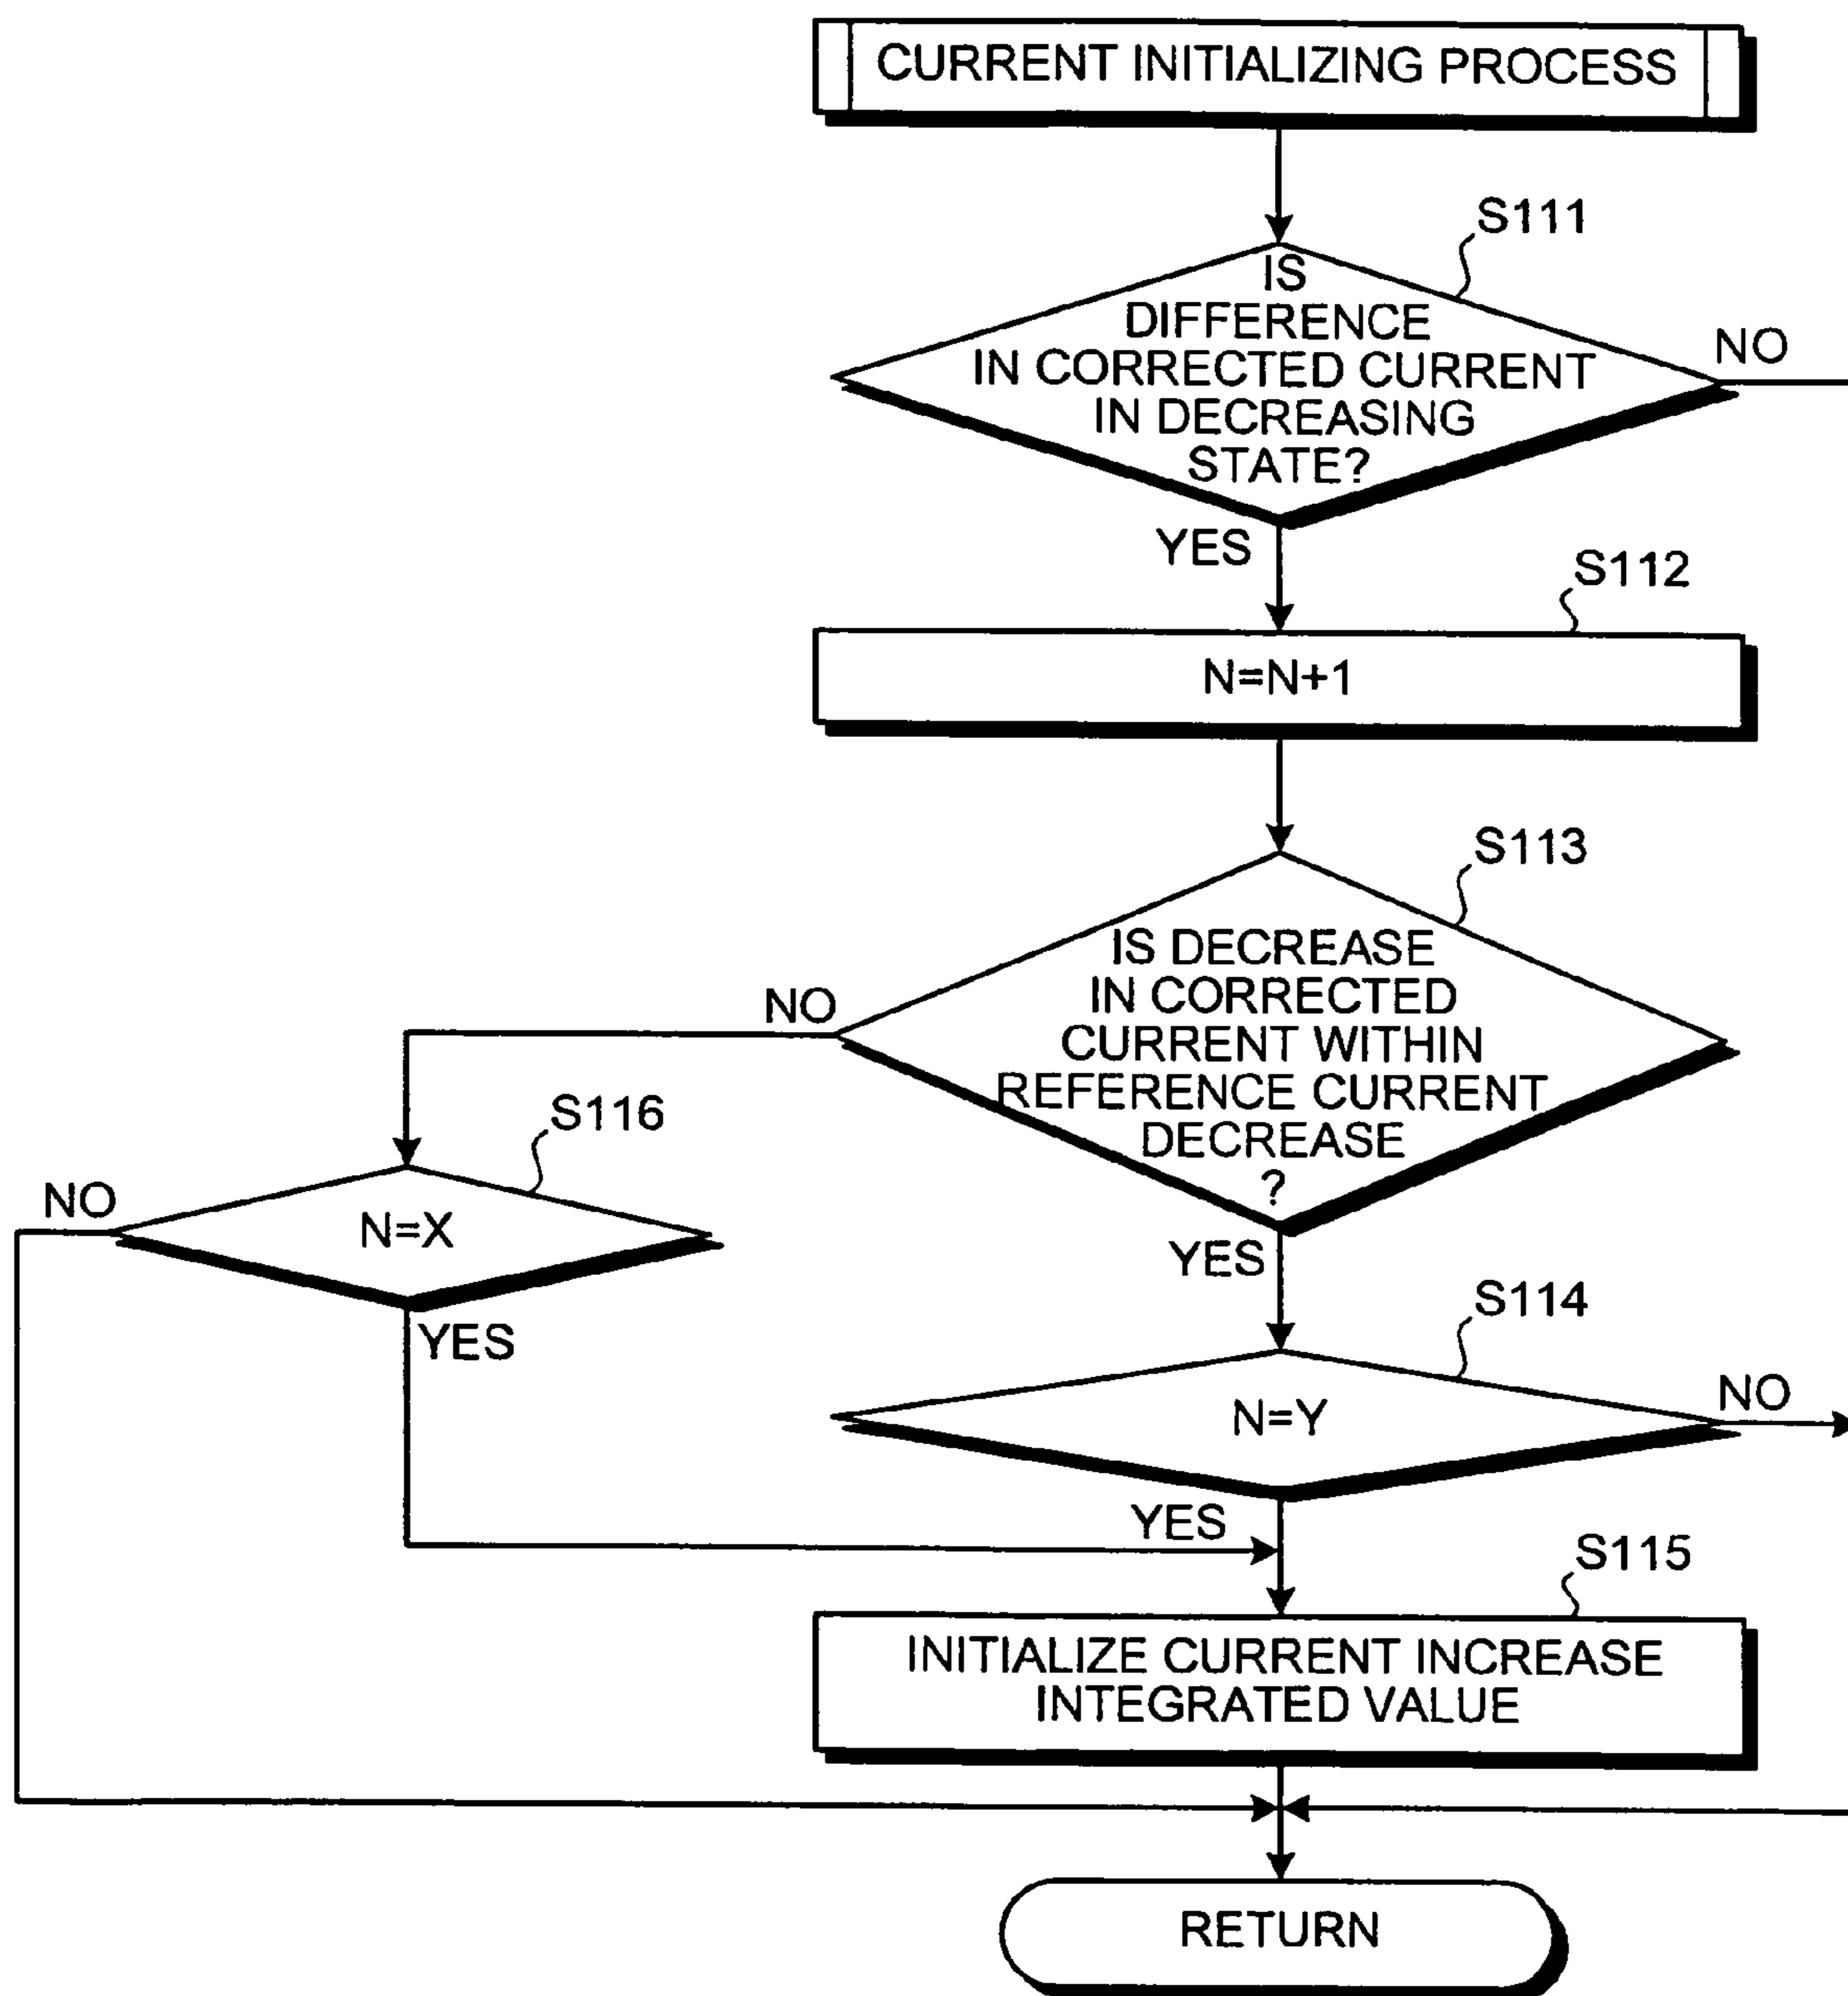 CURRENT INITIALIZING PROCESS
S111
IS
DIFFERENCE
IN CORRECTED CURRENT
IN DECREASING
STATE?
NO
YES
S112
N=N+1
S113
IS DECREASE
IN CORRECTED
CURRENT WITHIN
REFERENCE CURRENT
DECREASE
?
NO
S116
NO
N=X
YES
YES
S114
N=Y
NO
YES
S115
INITIALIZE CURRENT INCREASE
INTEGRATED VALUE
RETURN